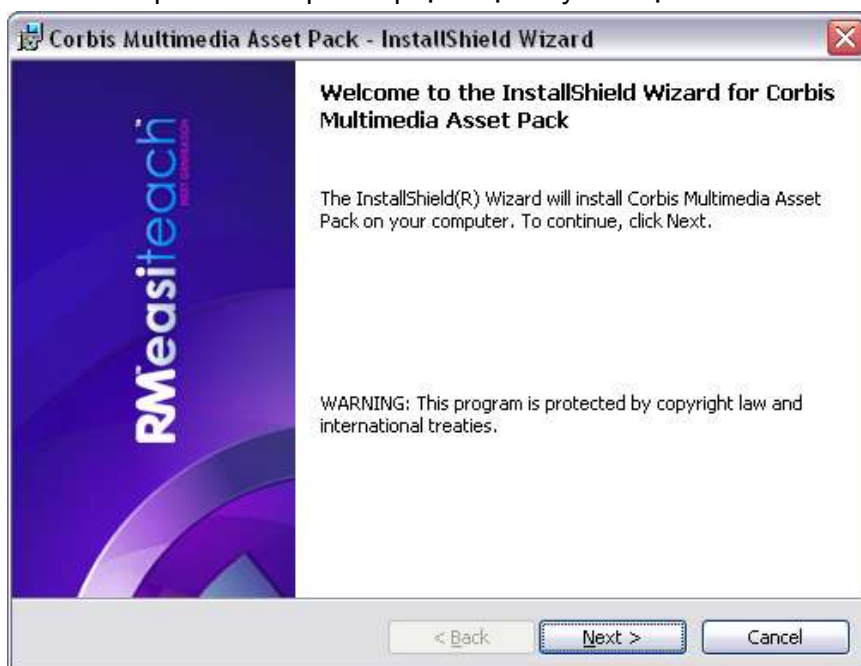 Corbis Multimedia Asset Pack - InstallShield Wizard
Welcome to the InstallShield Wizard for Corbis
Multimedia Asset Pack
The InstallShield(R) Wizard will install Corbis Multimedia Asset
Pack on your computer. To continue, click Next.
WARNING: This program is protected by copyright law and
international treaties.
RMeasiteach
NEXT GENERATION
< Back
Next >
Cancel